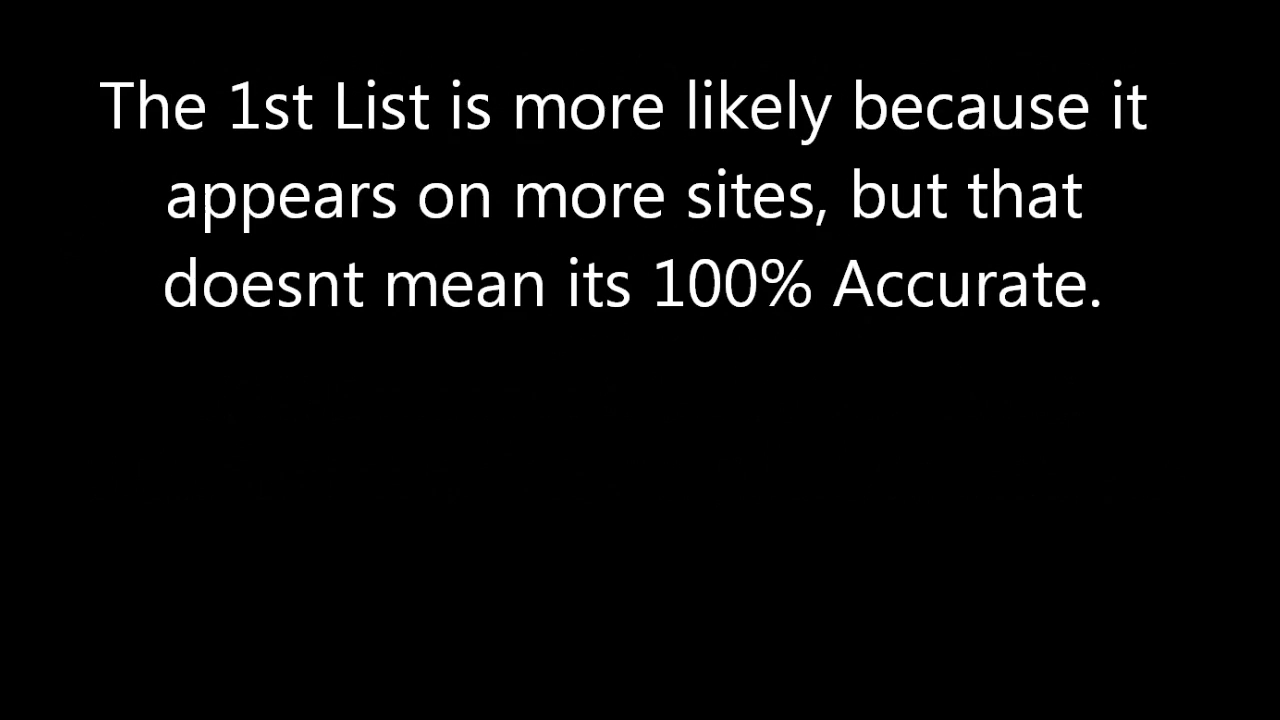 The 1st List is more likely because it
appears on more sites, but that
doesnt mean its 100% Accurate.